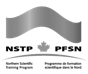 NSTP PFSN
Northern Scientific Programme de formation
Training Program scientifique dans le Nord